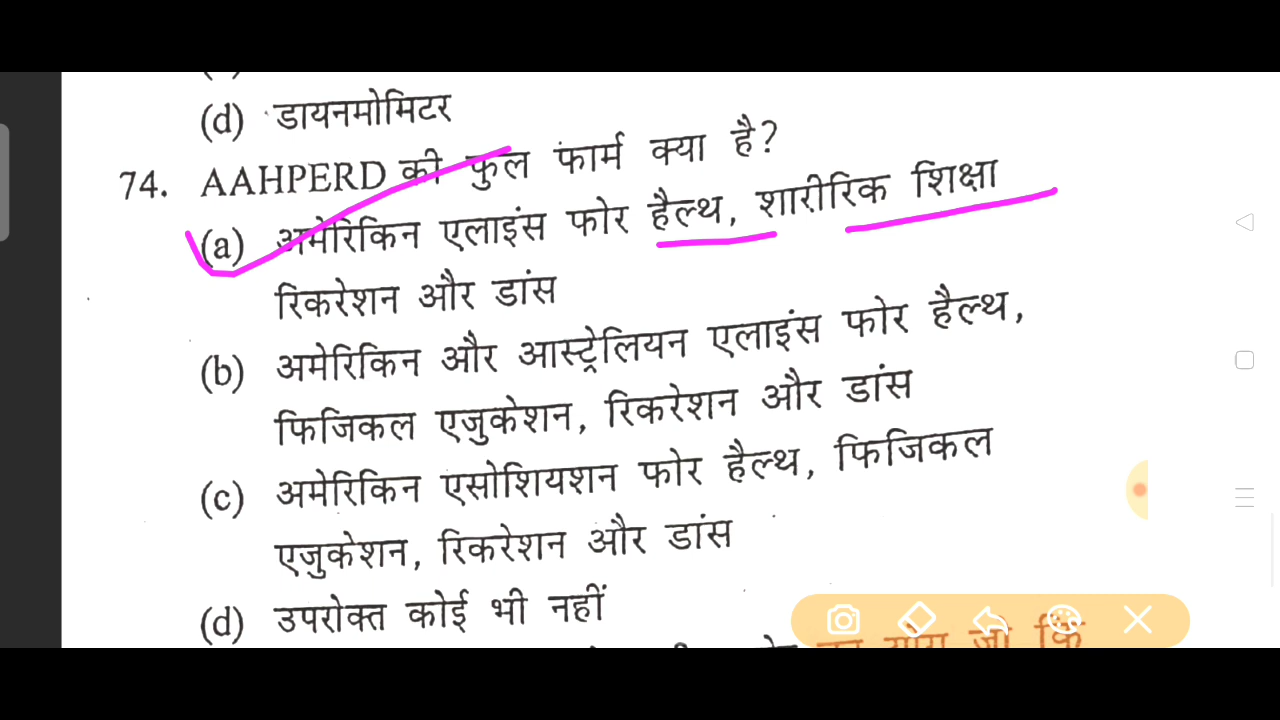 (d) डायनमोमिटर
74. AAHPERD की फुल फार्म क्या है?
(a) अमेरिकिन एलाइंस फोर हैल्थ, शारीरिक शिक्षा
रिकरेशन और डांस
(b) अमेरिकिन और आस्ट्रेलियन एलाइंस फोर हैल्थ,
फिजिकल एजुकेशन, रिकरेशन और डांस
(c) अमेरिकिन एसोशियशन फोर हैल्थ, फिजिकल
एजुकेशन, रिकरेशन और डांस
(d) उपरोक्त कोई भी नहीं